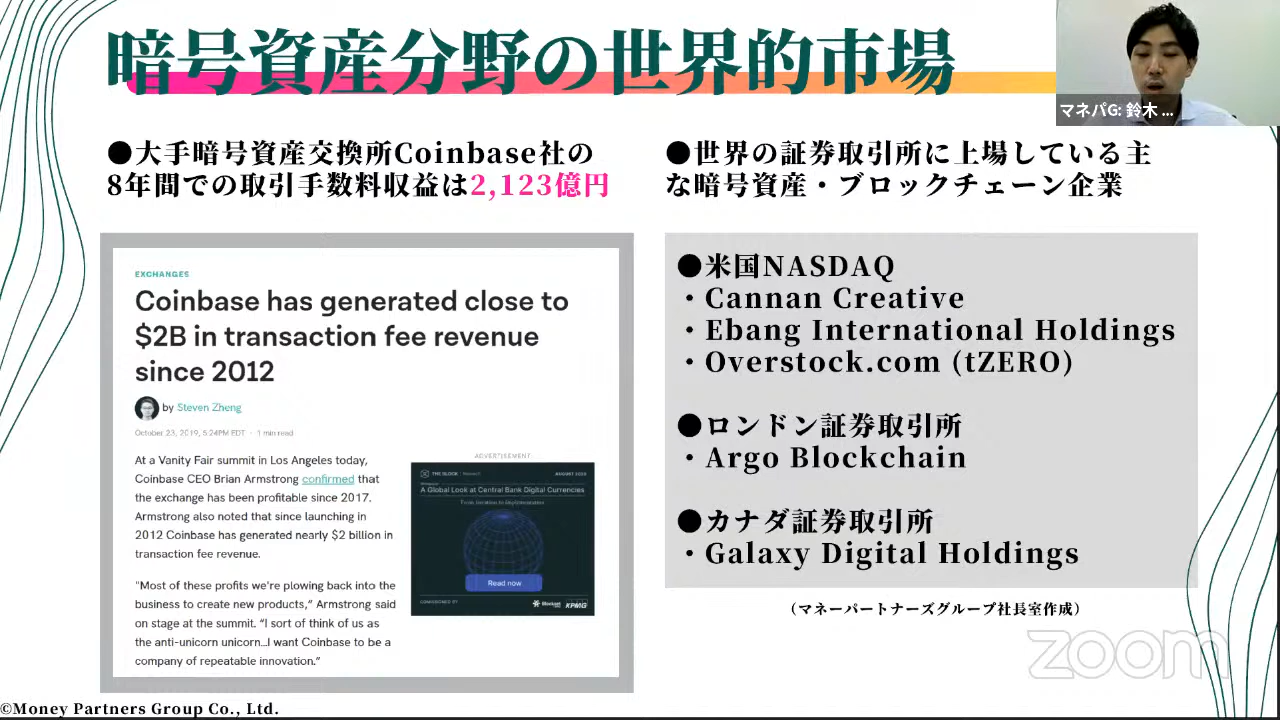 暗号資産分野の世界的市場
マネパG: 鈴木 ...
●大手暗号資産交換所Coinbase社の
8年間での取引手数料収益は2,123億円
EXCHANGES
Coinbase has generated close to
$2B in transaction fee revenue
since 2012
by Steven Zheng
October 23, 2019, 5:24PM EDT · 1 min read
At a Vanity Fair summit in Los Angeles today,
Coinbase CEO Brian Armstrong confirmed that
the exchange has been profitable since 2017.
Armstrong also noted that since launching in
2012 Coinbase has generated nearly $2 billion in
transaction fee revenue.
"Most of these profits we're plowing back into the
business to create new products," Armstrong said
on stage at the summit. "I sort of think of us as
the anti-unicorn unicorn…I want Coinbase to be a
company of repeatable innovation."
ADVERTISEMENT
THE BLOCK Research
AUGUST 2020
A Global Look at Central Bank Digital Currencies
From Iteration to Implementation
Read now
COMMISSIONED BY
KPMG
●世界の証券取引所に上場している主
な暗号資産・ブロックチェーン企業
●米国NASDAQ
・Cannan Creative
・Ebang International Holdings
・Overstock.com (tZERO)
●ロンドン証券取引所
・Argo Blockchain
●カナダ証券取引所
・Galaxy Digital Holdings
（マネーパートナーズグループ社長室作成）
zoom
©Money Partners Group Co., Ltd.